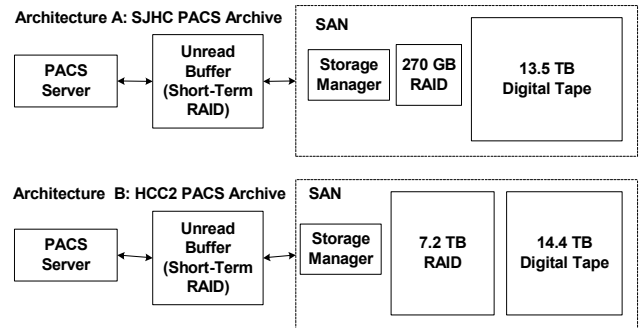 Architecture A: SJHC PACS Archive
PACS
Server
Unread
Buffer
(Short-Term
RAID)
SAN
Storage
Manager
270 GB
RAID
13.5 TB
Digital Tape
Architecture B: HCC2 PACS Archive
PACS
Server
Unread
Buffer
(Short-Term
RAID)
SAN
Storage
Manager
7.2 TB
RAID
14.4 TB
Digital Tape